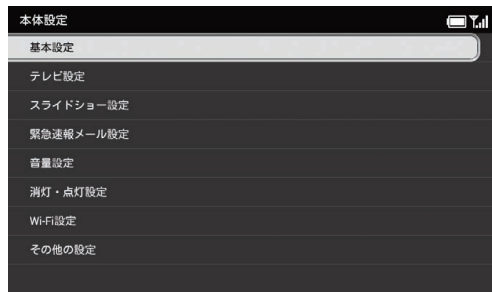 本体設定
基本設定
テレビ設定
スライドショー設定
緊急速報メール設定
音量設定
消灯・点灯設定
Wi-Fi設定
その他の設定